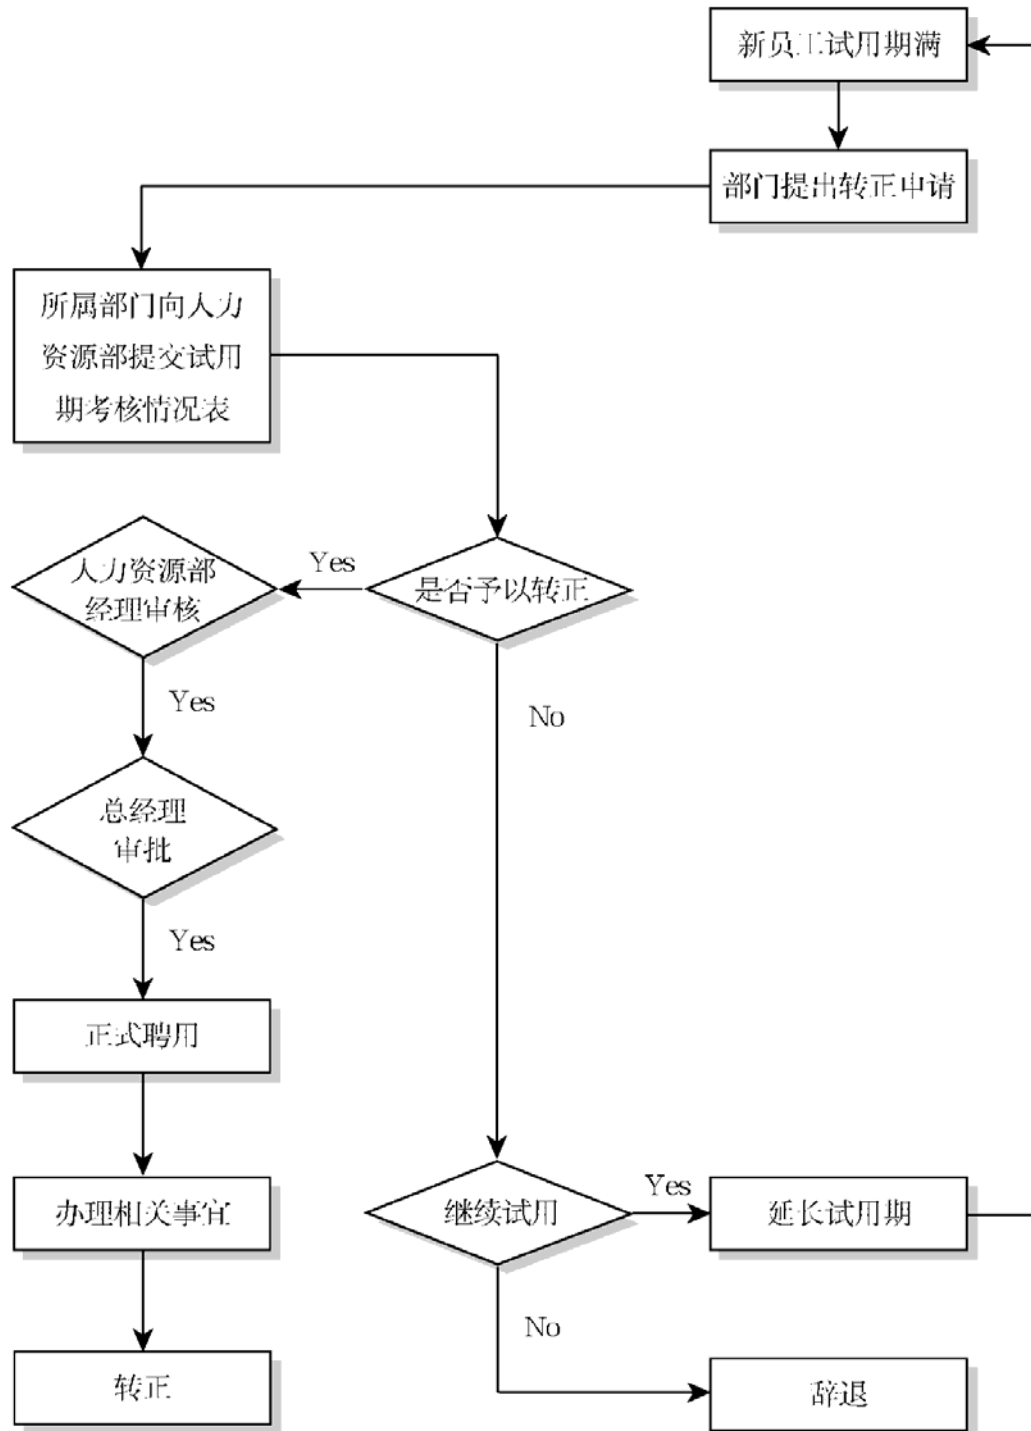 新员工试用期满
部门提出转正申请
所属部门向人力
资源部提交试用
期考核情况表
是否予以转正
Yes
人力资源部
经理审核
Yes
No
总经理
审批
Yes
正式聘用
办理相关事宜
转正
继续试用
Yes
延长试用期
No
辞退